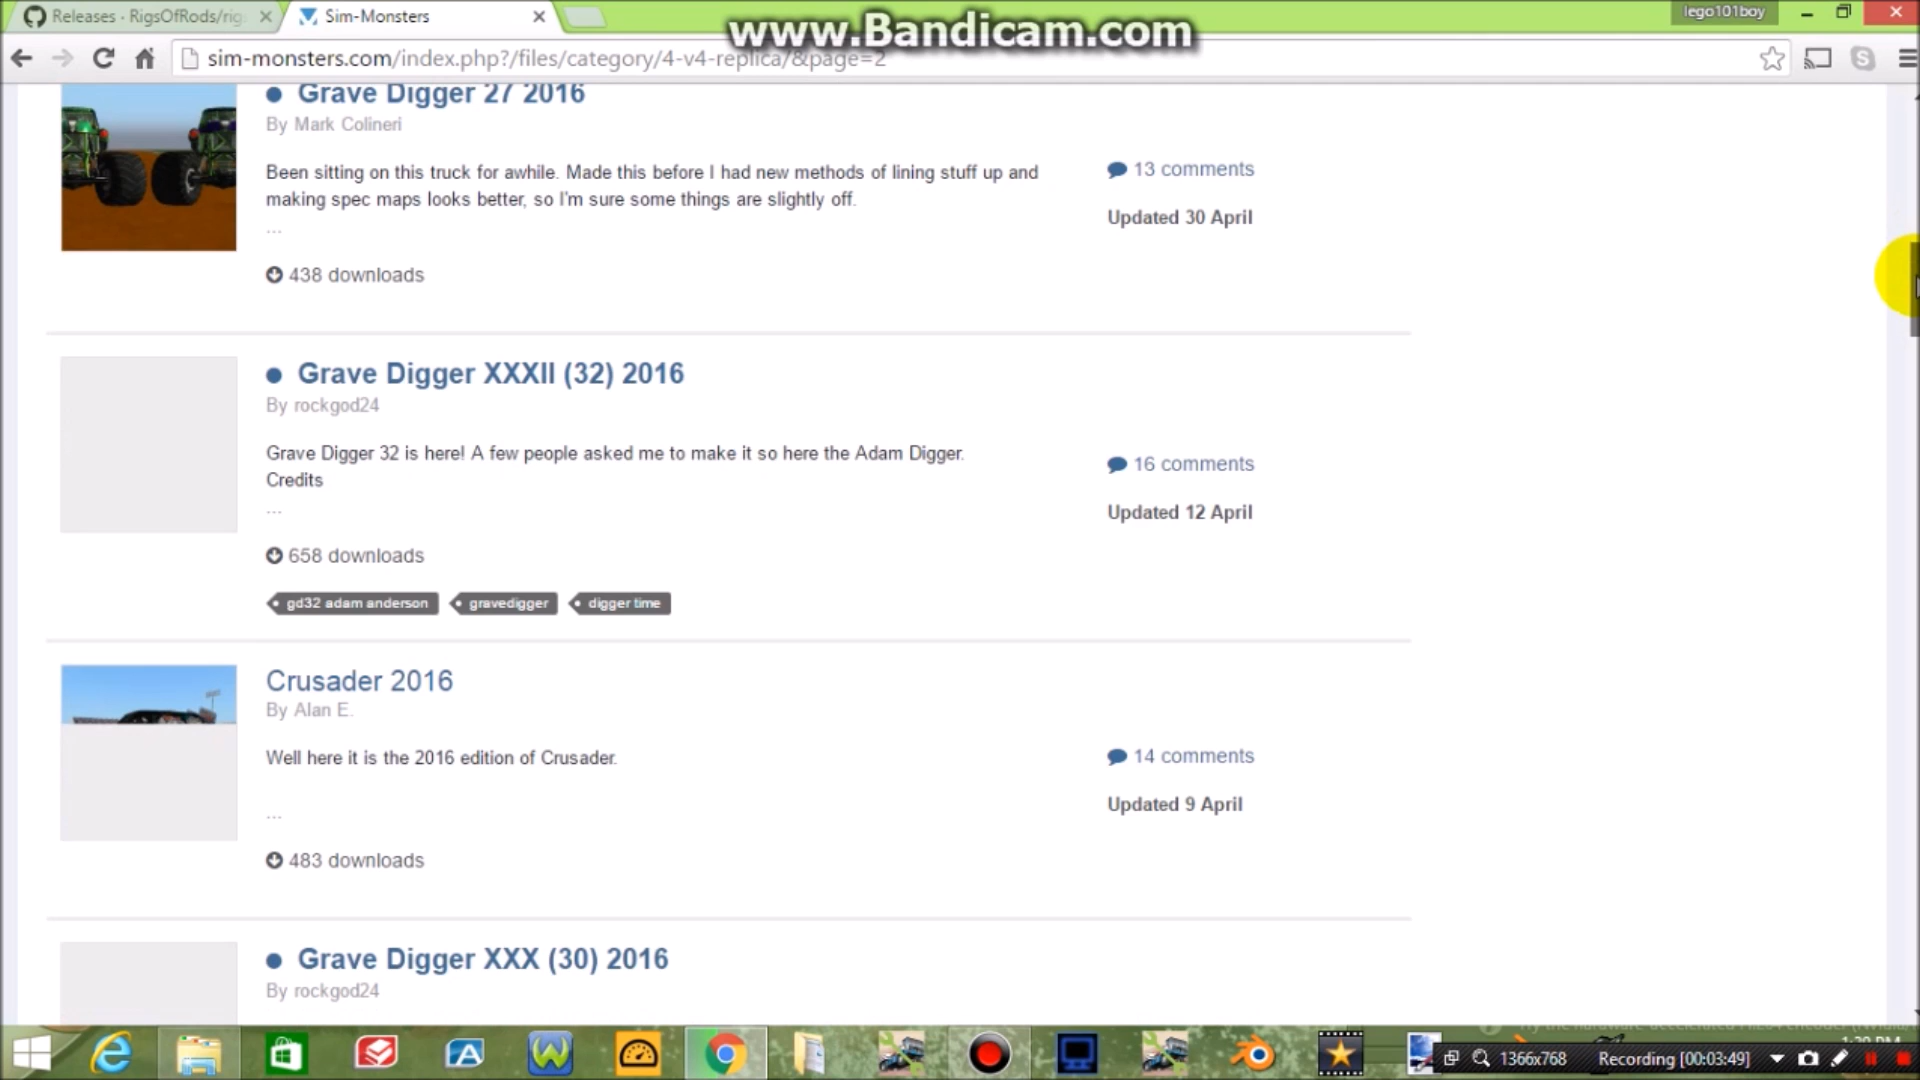 Releases · RigsOfRods/rig
Sim-Monsters
www.Bandicam.com
lego101boy
sim-monsters.com/index.php?/files/category/4-v4-replica/&page=2
Grave Digger 27 2016
By Mark Colineri
Been sitting on this truck for awhile. Made this before I had new methods of lining stuff up and
making spec maps looks better, so I'm sure some things are slightly off.
...
13 comments
Updated 30 April
438 downloads
Grave Digger XXXII (32) 2016
By rockgod24
Grave Digger 32 is here! A few people asked me to make it so here the Adam Digger.
Credits
...
16 comments
Updated 12 April
658 downloads
gd32 adam anderson
gravedigger
digger time
Crusader 2016
By Alan E.
Well here it is the 2016 edition of Crusader.
...
14 comments
Updated 9 April
483 downloads
Grave Digger XXX (30) 2016
By rockgod24
1366x768
Recording [00:03:49]